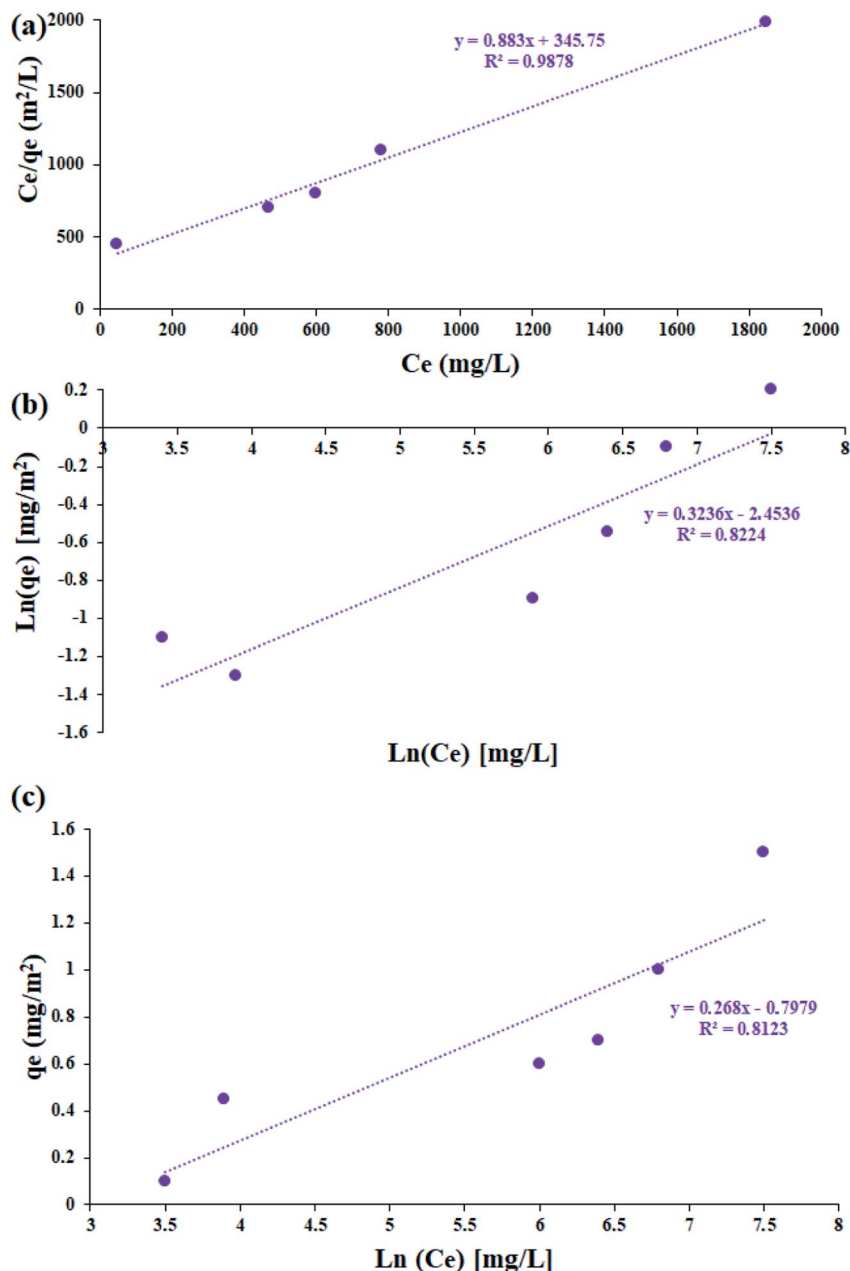 (a)
2000
1500
1000
500
0
Ce/qe (m²/L)
y = 0.883x + 345.75
R² = 0.9878
0 200 400 600 800 1000 1200 1400 1600 1800 2000
Ce (mg/L)
(b)
0.2
0
-0.2
-0.4
-0.6
-0.8
-1
-1.2
-1.4
-1.6
Ln(qe) [mg/m²]
3 3.5 4 4.5 5 5.5 6 6.5 7 7.5 8
y = 0.3236x - 2.4536
R² = 0.8224
Ln(Ce) [mg/L]
(c)
1.6
1.4
1.2
1
0.8
0.6
0.4
0.2
0
qe (mg/m²)
y = 0.268x - 0.7979
R² = 0.8123
3 3.5 4 4.5 5 5.5 6 6.5 7 7.5 8
Ln (Ce) [mg/L]